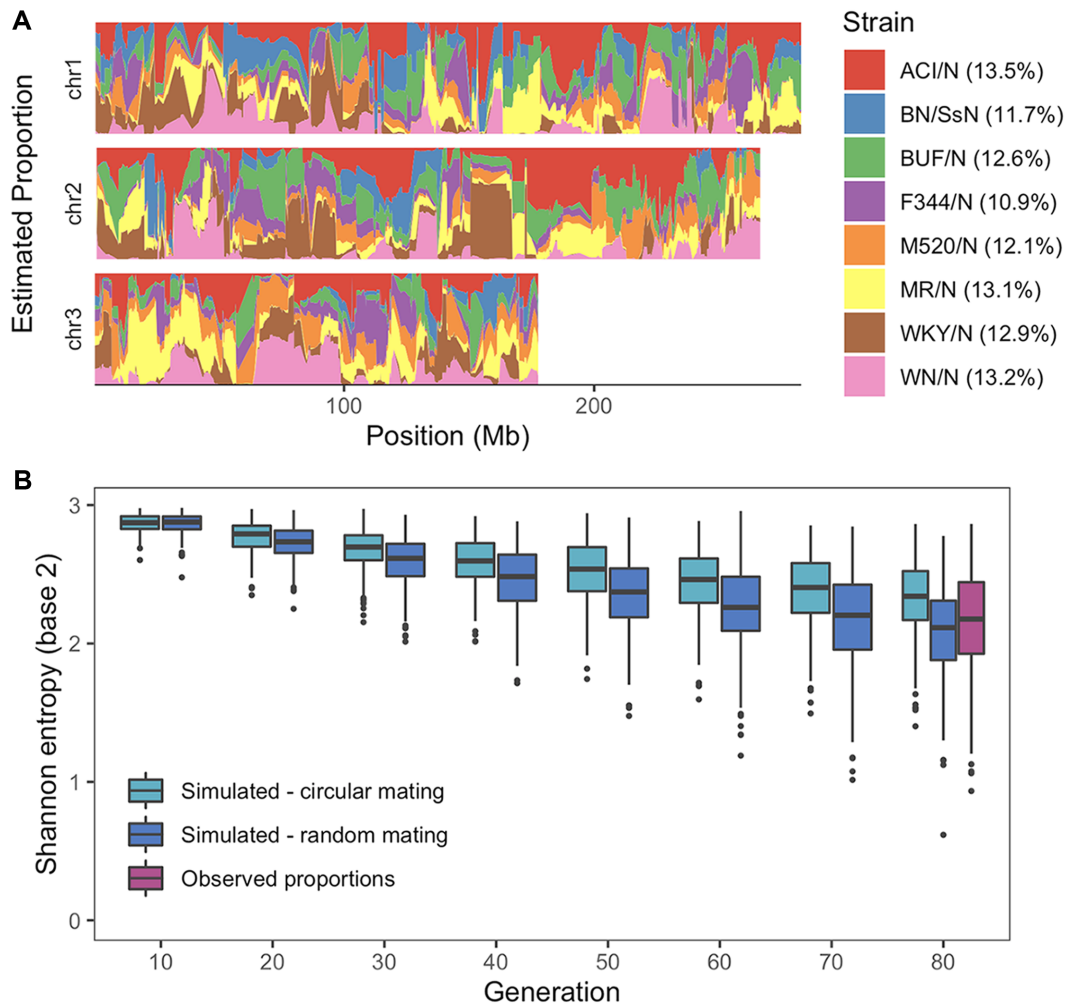 A
Estimated Proportion
chr1
chr2
chr3
100
200
Position (Mb)
Strain
ACI/N (13.5%)
BN/SsN (11.7%)
BUF/N (12.6%)
F344/N (10.9%)
M520/N (12.1%)
MR/N (13.1%)
WKY/N (12.9%)
WN/N (13.2%)
B
Shannon entropy (base 2)
3
2
1
0
Simulated - circular mating
Simulated - random mating
Observed proportions
10
20
30
40
50
60
70
80
Generation